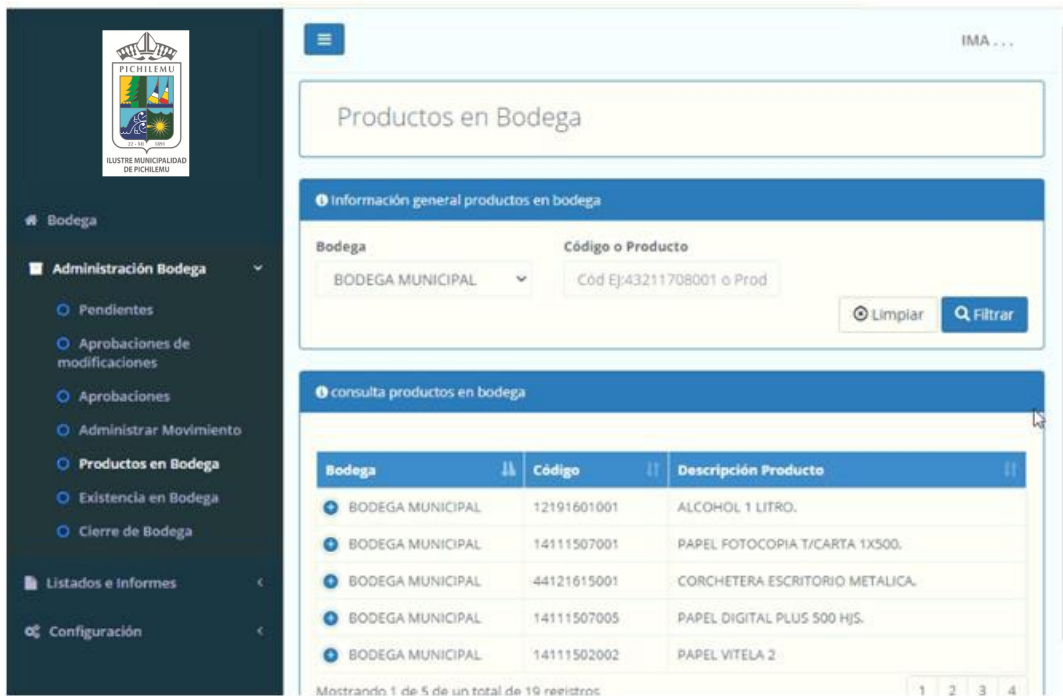 PICHILEMU
22 - XII 1891
ILUSTRE MUNICIPALIDAD
DE PICHILEMU
Bodega
Administración Bodega
Pendientes
Aprobaciones de
modificaciones
Aprobaciones
Administrar Movimiento
Productos en Bodega
Existencia en Bodega
Cierre de Bodega
Listados e Informes
Configuración
IMA . . .
Productos en Bodega
Información general productos en bodega
Bodega Código o Producto
BODEGA MUNICIPAL Cód EJ:43211708001 o Prod
Limpiar Filtrar
consulta productos en bodega
Bodega Código Descripción Producto
BODEGA MUNICIPAL 12191601001 ALCOHOL 1 LITRO.
BODEGA MUNICIPAL 14111507001 PAPEL FOTOCOPIA T/CARTA 1X500.
BODEGA MUNICIPAL 44121615001 CORCHETERA ESCRITORIO METALICA.
BODEGA MUNICIPAL 14111507005 PAPEL DIGITAL PLUS 500 HJS.
BODEGA MUNICIPAL 14111502002 PAPEL VITELA 2
Mostrando 1 de 5 de un total de 19 registros 1 2 3 4